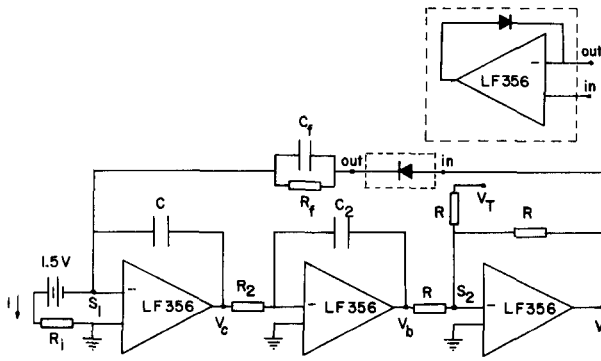 out
LF356
in
C_f
out
in
R_f
V_T
R
R
C
C_2
1.5V
S_1
I
LF356
R_2
LF356
R
S_2
LF356
R_i
V_c
V_b
V